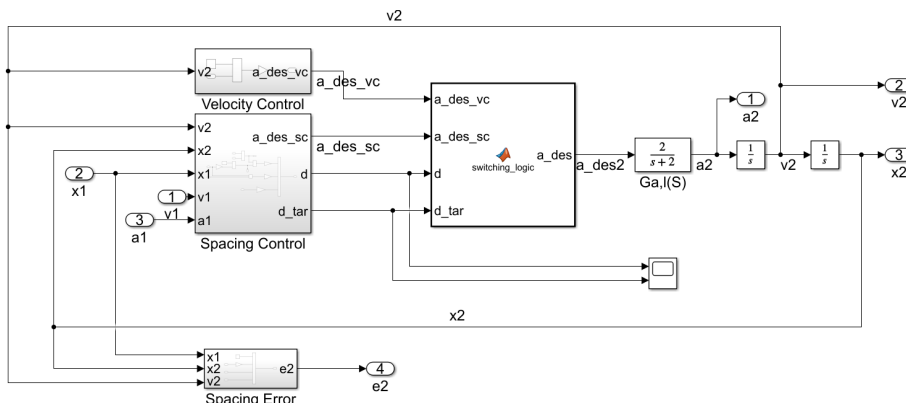 v2
v2
a_des_vc
a_des_vc
Velocity Control
v2
x2
x1
v1
a1
a_des_sc
d
d_tar
a_des_sc
Spacing Control
2
x1
1
v1
3
a1
a_des_vc
a_des_sc
d
d_tar
switching_logic
a_des
a_des2
2
s+2
Ga,l(S)
a2
1
a2
1
s
v2
1
s
2
v2
3
x2
x2
x1
x2
v2
e2
Spacing Error
4
e2